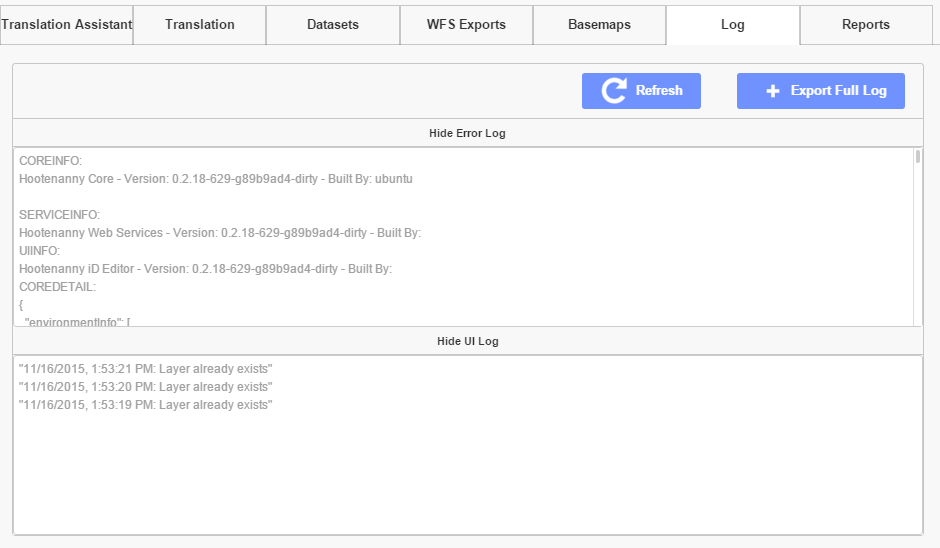 Translation Assistant Translation Datasets WFS Exports Basemaps Log Reports
Refresh + Export Full Log
Hide Error Log
COREINFO:
Hootenanny Core - Version: 0.2.18-629-g89b9ad4-dirty - Built By: ubuntu
SERVICEINFO:
Hootenanny Web Services - Version: 0.2.18-629-g89b9ad4-dirty - Built By:
UIINFO:
Hootenanny iD Editor - Version: 0.2.18-629-g89b9ad4-dirty - Built By:
COREDETAIL:
{
"environmentInfo": [
Hide UI Log
"11/16/2015, 1:53:21 PM: Layer already exists"
"11/16/2015, 1:53:20 PM: Layer already exists"
"11/16/2015, 1:53:19 PM: Layer already exists"